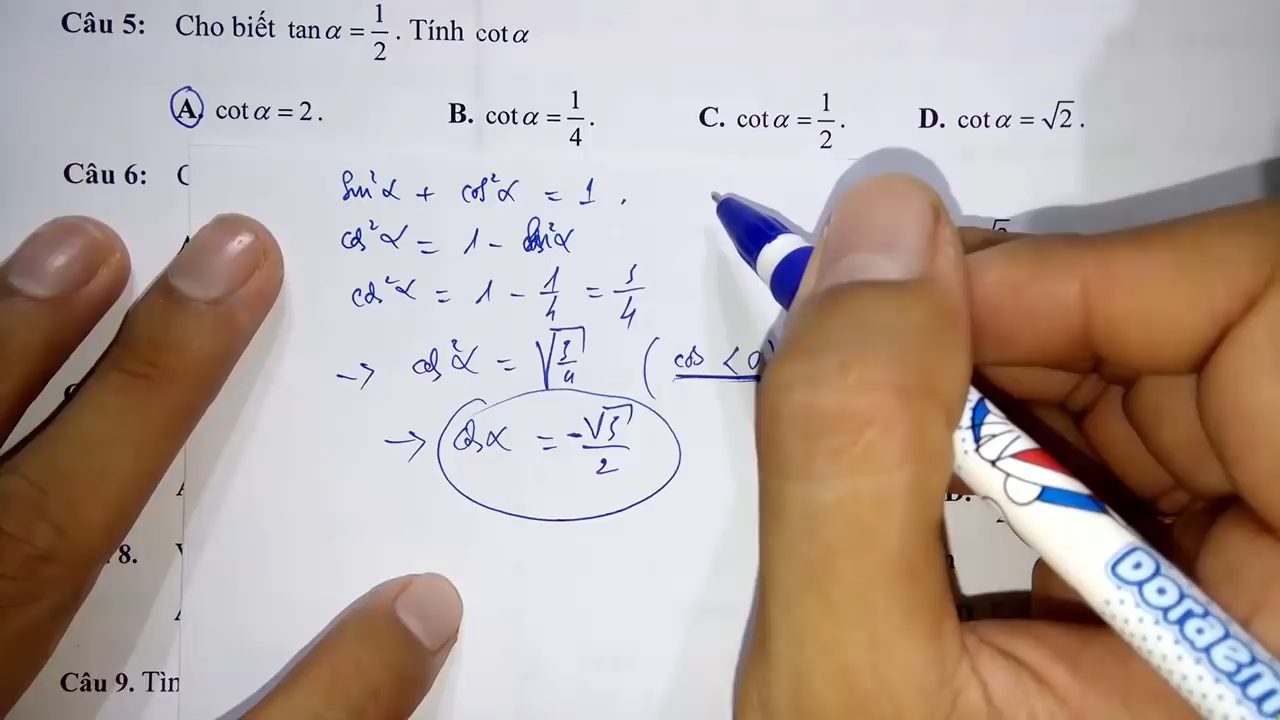 Câu 5: Cho biết tan α = 1/2. Tính cot α
A. cot α = 2. B. cot α = 1/4. C. cot α = 1/2. D. cot α = √2.
Câu 6:
sin²α + cos²α = 1.
cos²α = 1 - sin²α
cos²α = 1 - 1/4 = 3/4
→ cos²α = √(3/4) (cos < 0)
→ cos α = -√3/2
D.
8.
Câu 9. Tìn
Doraem